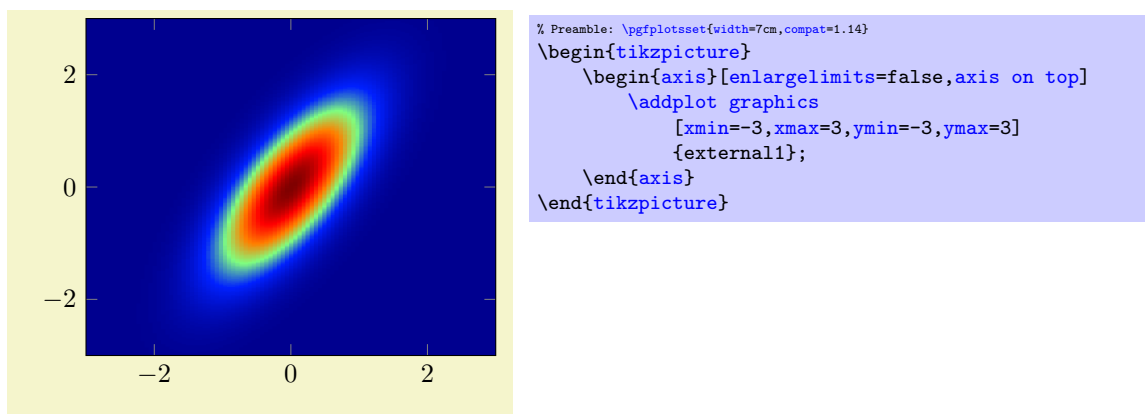 2
0
−2
−2 0 2
% Preamble: \pgfplotsset{width=7cm,compat=1.14}
\begin{tikzpicture}
    \begin{axis}[enlargelimits=false,axis on top]
        \addplot graphics
            [xmin=-3,xmax=3,ymin=-3,ymax=3]
            {external1};
    \end{axis}
\end{tikzpicture}